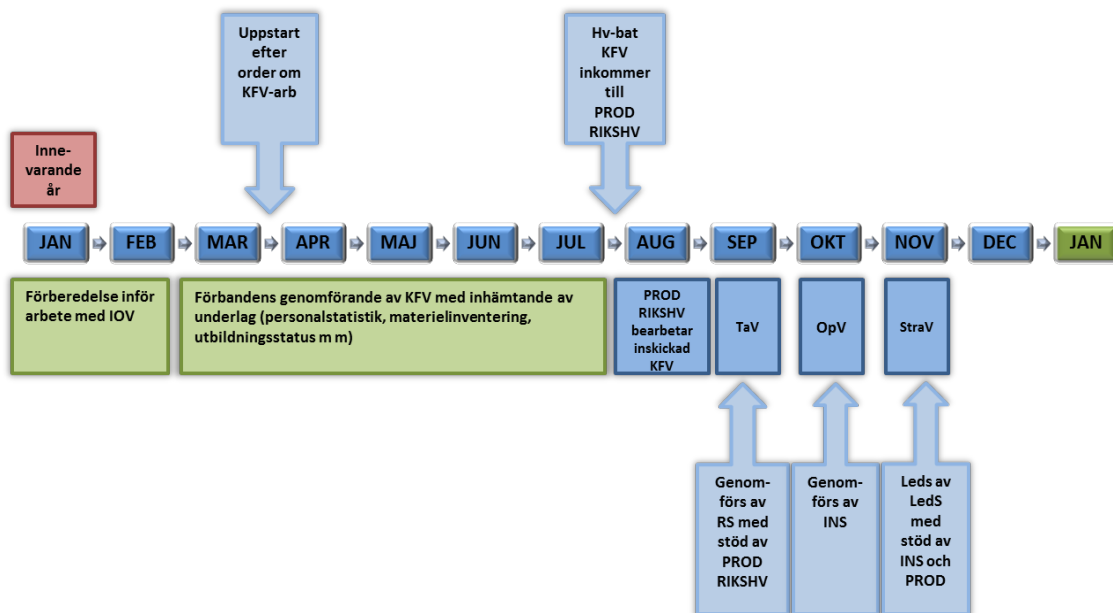 Uppstart
efter
order om
KFV-arb
Hv-bat
KFV
inkommer
till
PROD
RIKSHV
Inne-
varande
år
JAN
FEB
MAR
APR
MAJ
JUN
JUL
AUG
SEP
OKT
NOV
DEC
JAN
Förberedelse inför
arbete med IOV
Förbandens genomförande av KFV med inhämtande av
underlag (personalstatistik, materielinventering,
utbildningsstatus m m)
PROD
RIKSHV
bearbetar
inskickad
KFV
TaV
OpV
StraV
Genom-
förs av
RS med
stöd av
PROD
RIKSHV
Genom-
förs av
INS
Leds av
LedS
med
stöd av
INS och
PROD